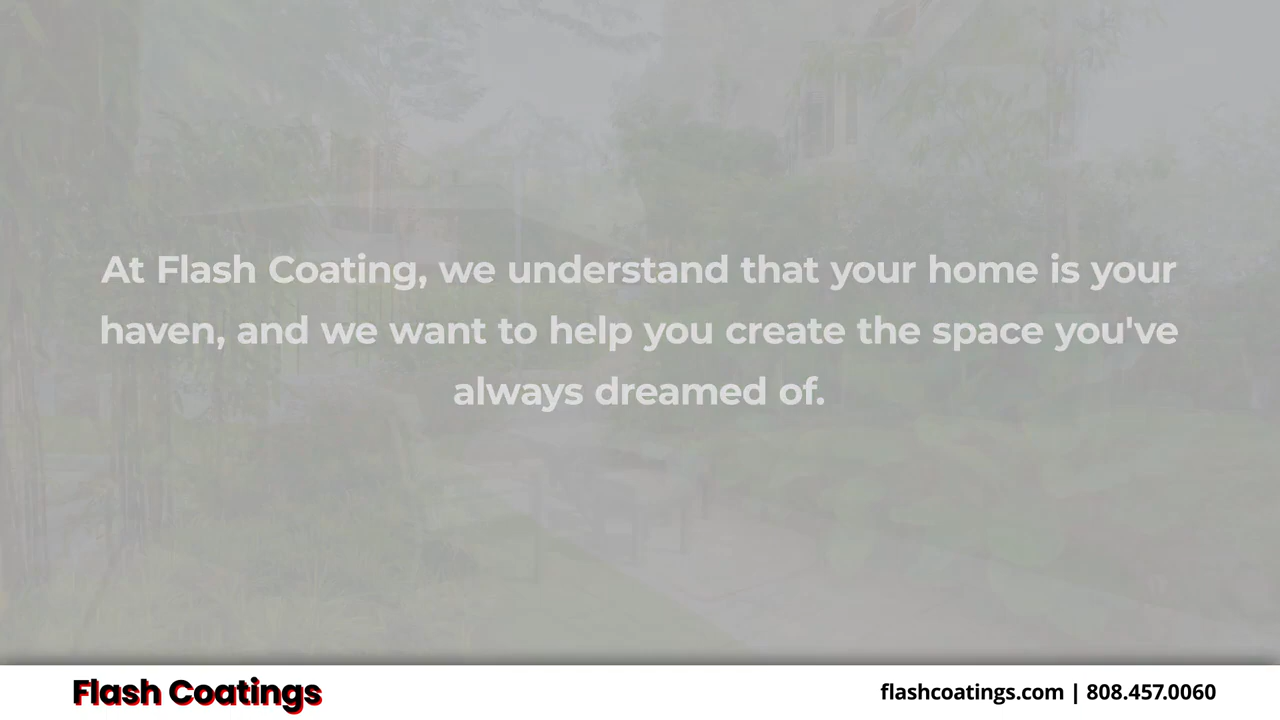 At Flash Coating, we understand that your home is your
haven, and we want to help you create the space you've
always dreamed of.
Flash Coatings
flashcoatings.com | 808.457.0060